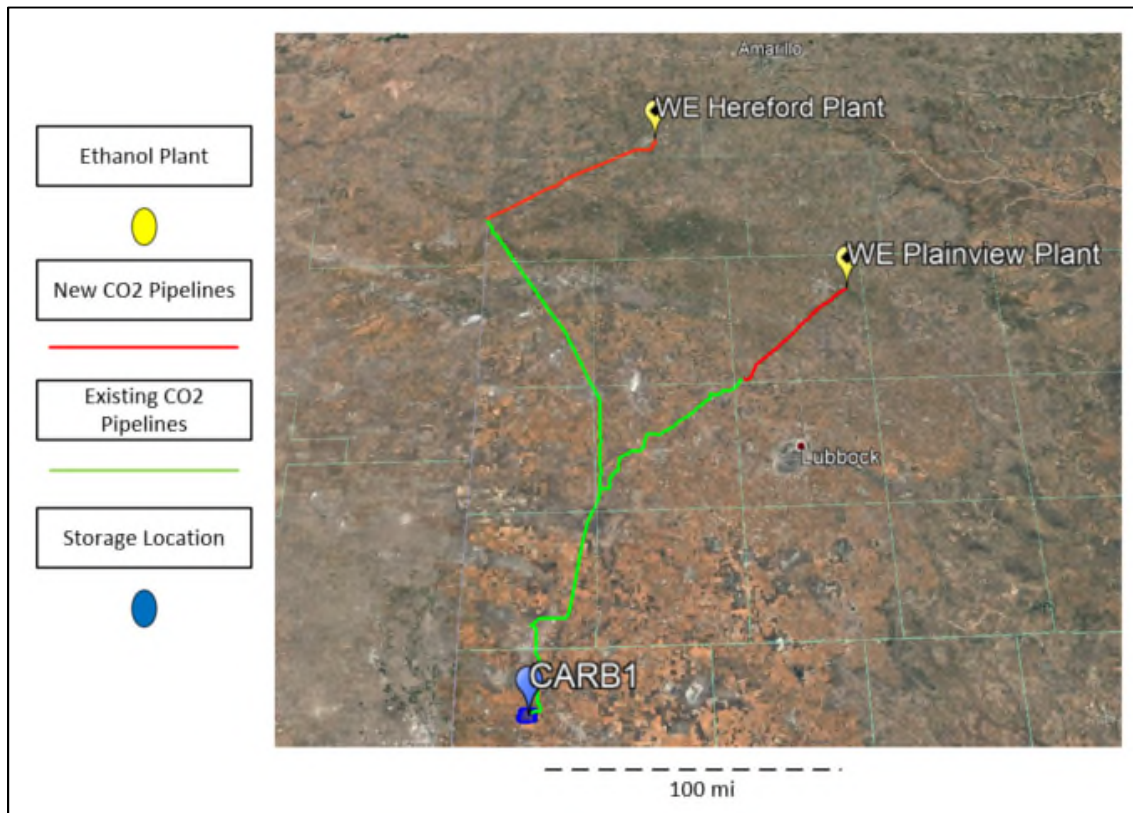 Ethanol Plant
New CO2 Pipelines
Existing CO2
Pipelines
Storage Location
Amarillo
WE Hereford Plant
WE Plainview Plant
Lubbock
CARB1
100 mi